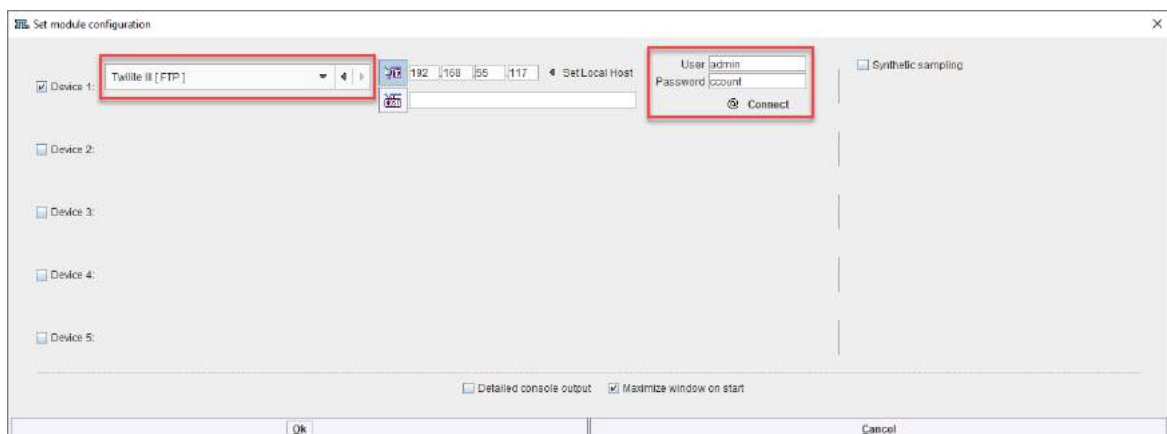 Set module configuration
Device 1:
Twilite III [ FTP ]
192 .168 .55 .117
Set Local Host
User admin
Password ccount
@ Connect
Synthetic sampling
Device 2:
Device 3:
Device 4:
Device 5:
Detailed console output
Maximize window on start
Ok
Cancel